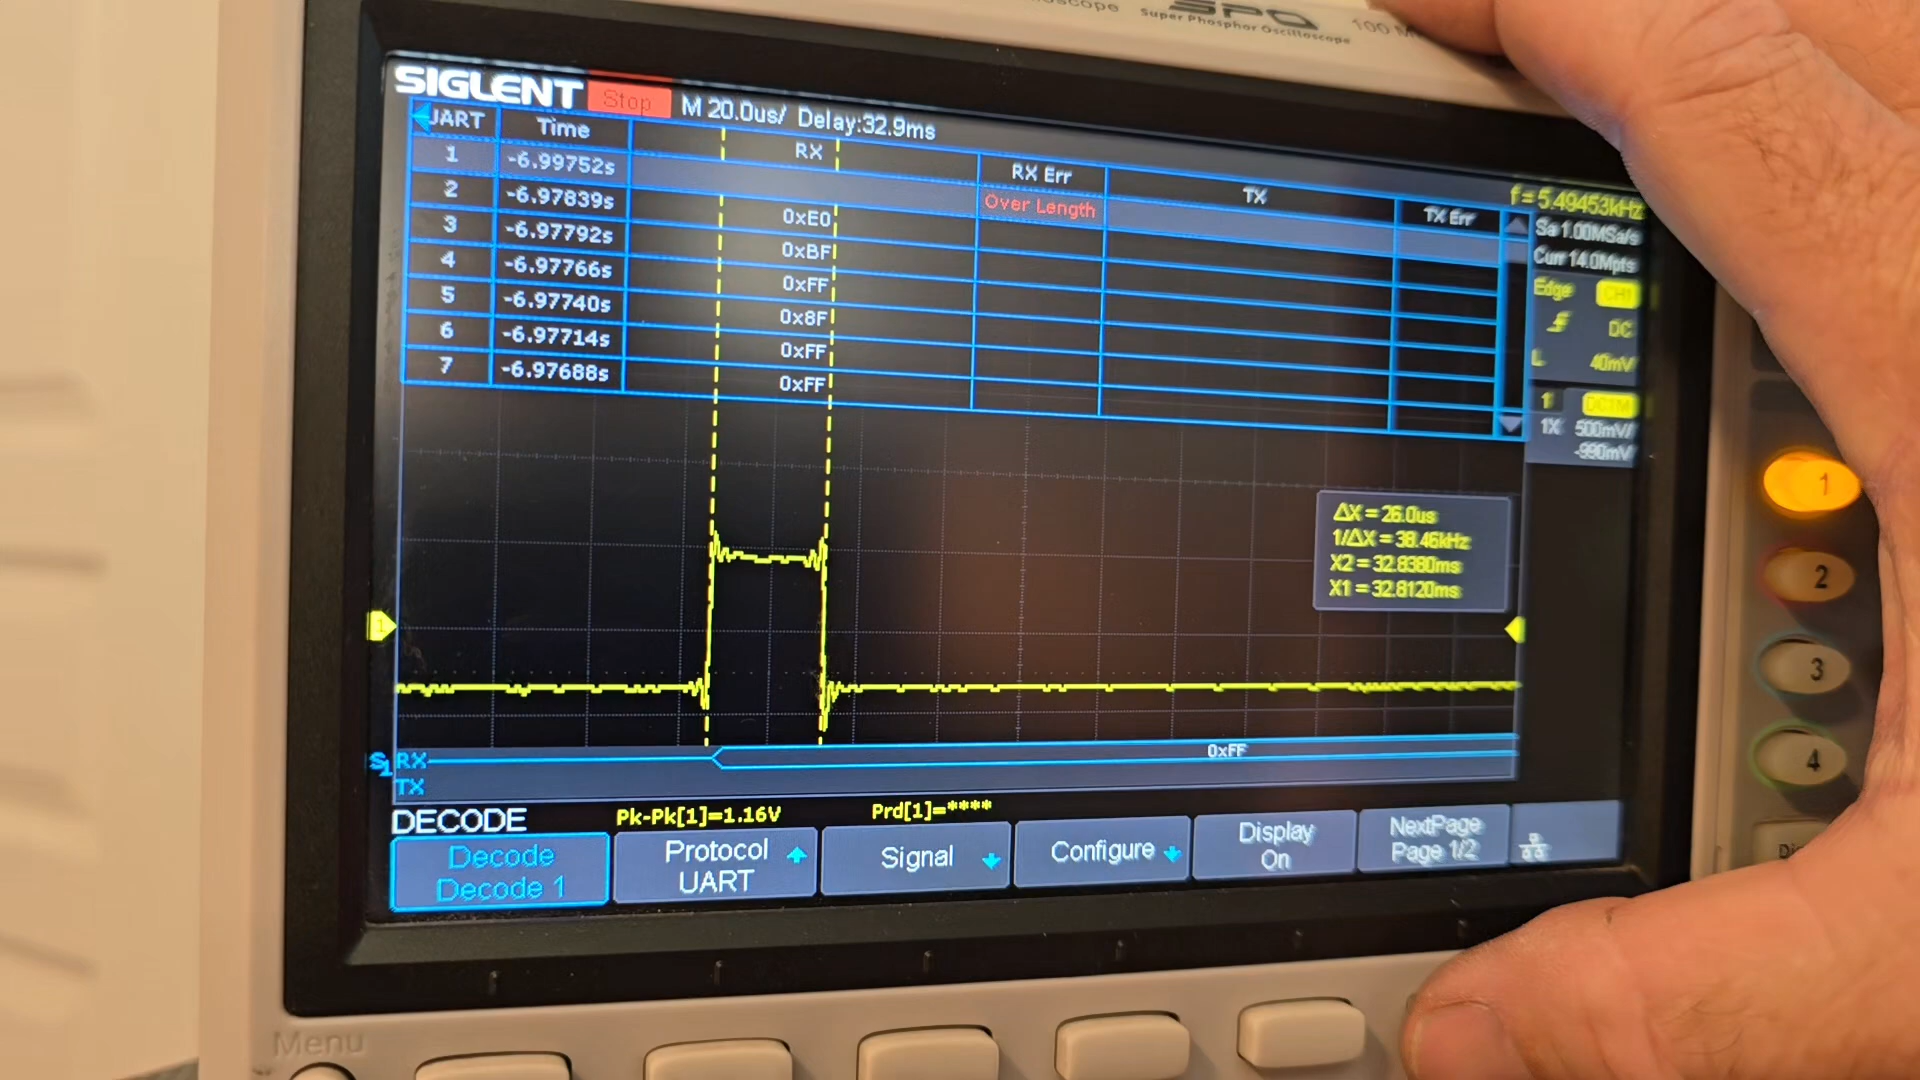 SPO
Super Phosphor Oscilloscope
100 M
SIGLENT Stop M 20.0us/ Delay:32.9ms
UART Time RX RX Err TX TX Err
1 -6.99752s Over Length
2 -6.97839s 0xE0
3 -6.97792s 0xBF
4 -6.97766s 0xFF
5 -6.97740s 0x8F
6 -6.97714s 0xFF
7 -6.97688s 0xFF
f = 5.49453kHz
Sa 1.00MSa/s
Curr 14.0Mpts
Edge CH1
DC
L 40mV
1 DC1M
1X 500mV/
-990mV
ΔX = 26.0us
1/ΔX = 38.46kHz
X2 = 32.8380ms
X1 = 32.8120ms
1
S1 RX 0xFF
TX
DECODE Pk-Pk[1]=1.16V Prd[1]=****
Decode
Decode 1
Protocol
UART
Signal
Configure
Display
On
NextPage
Page 1/2
1
2
3
4
Menu